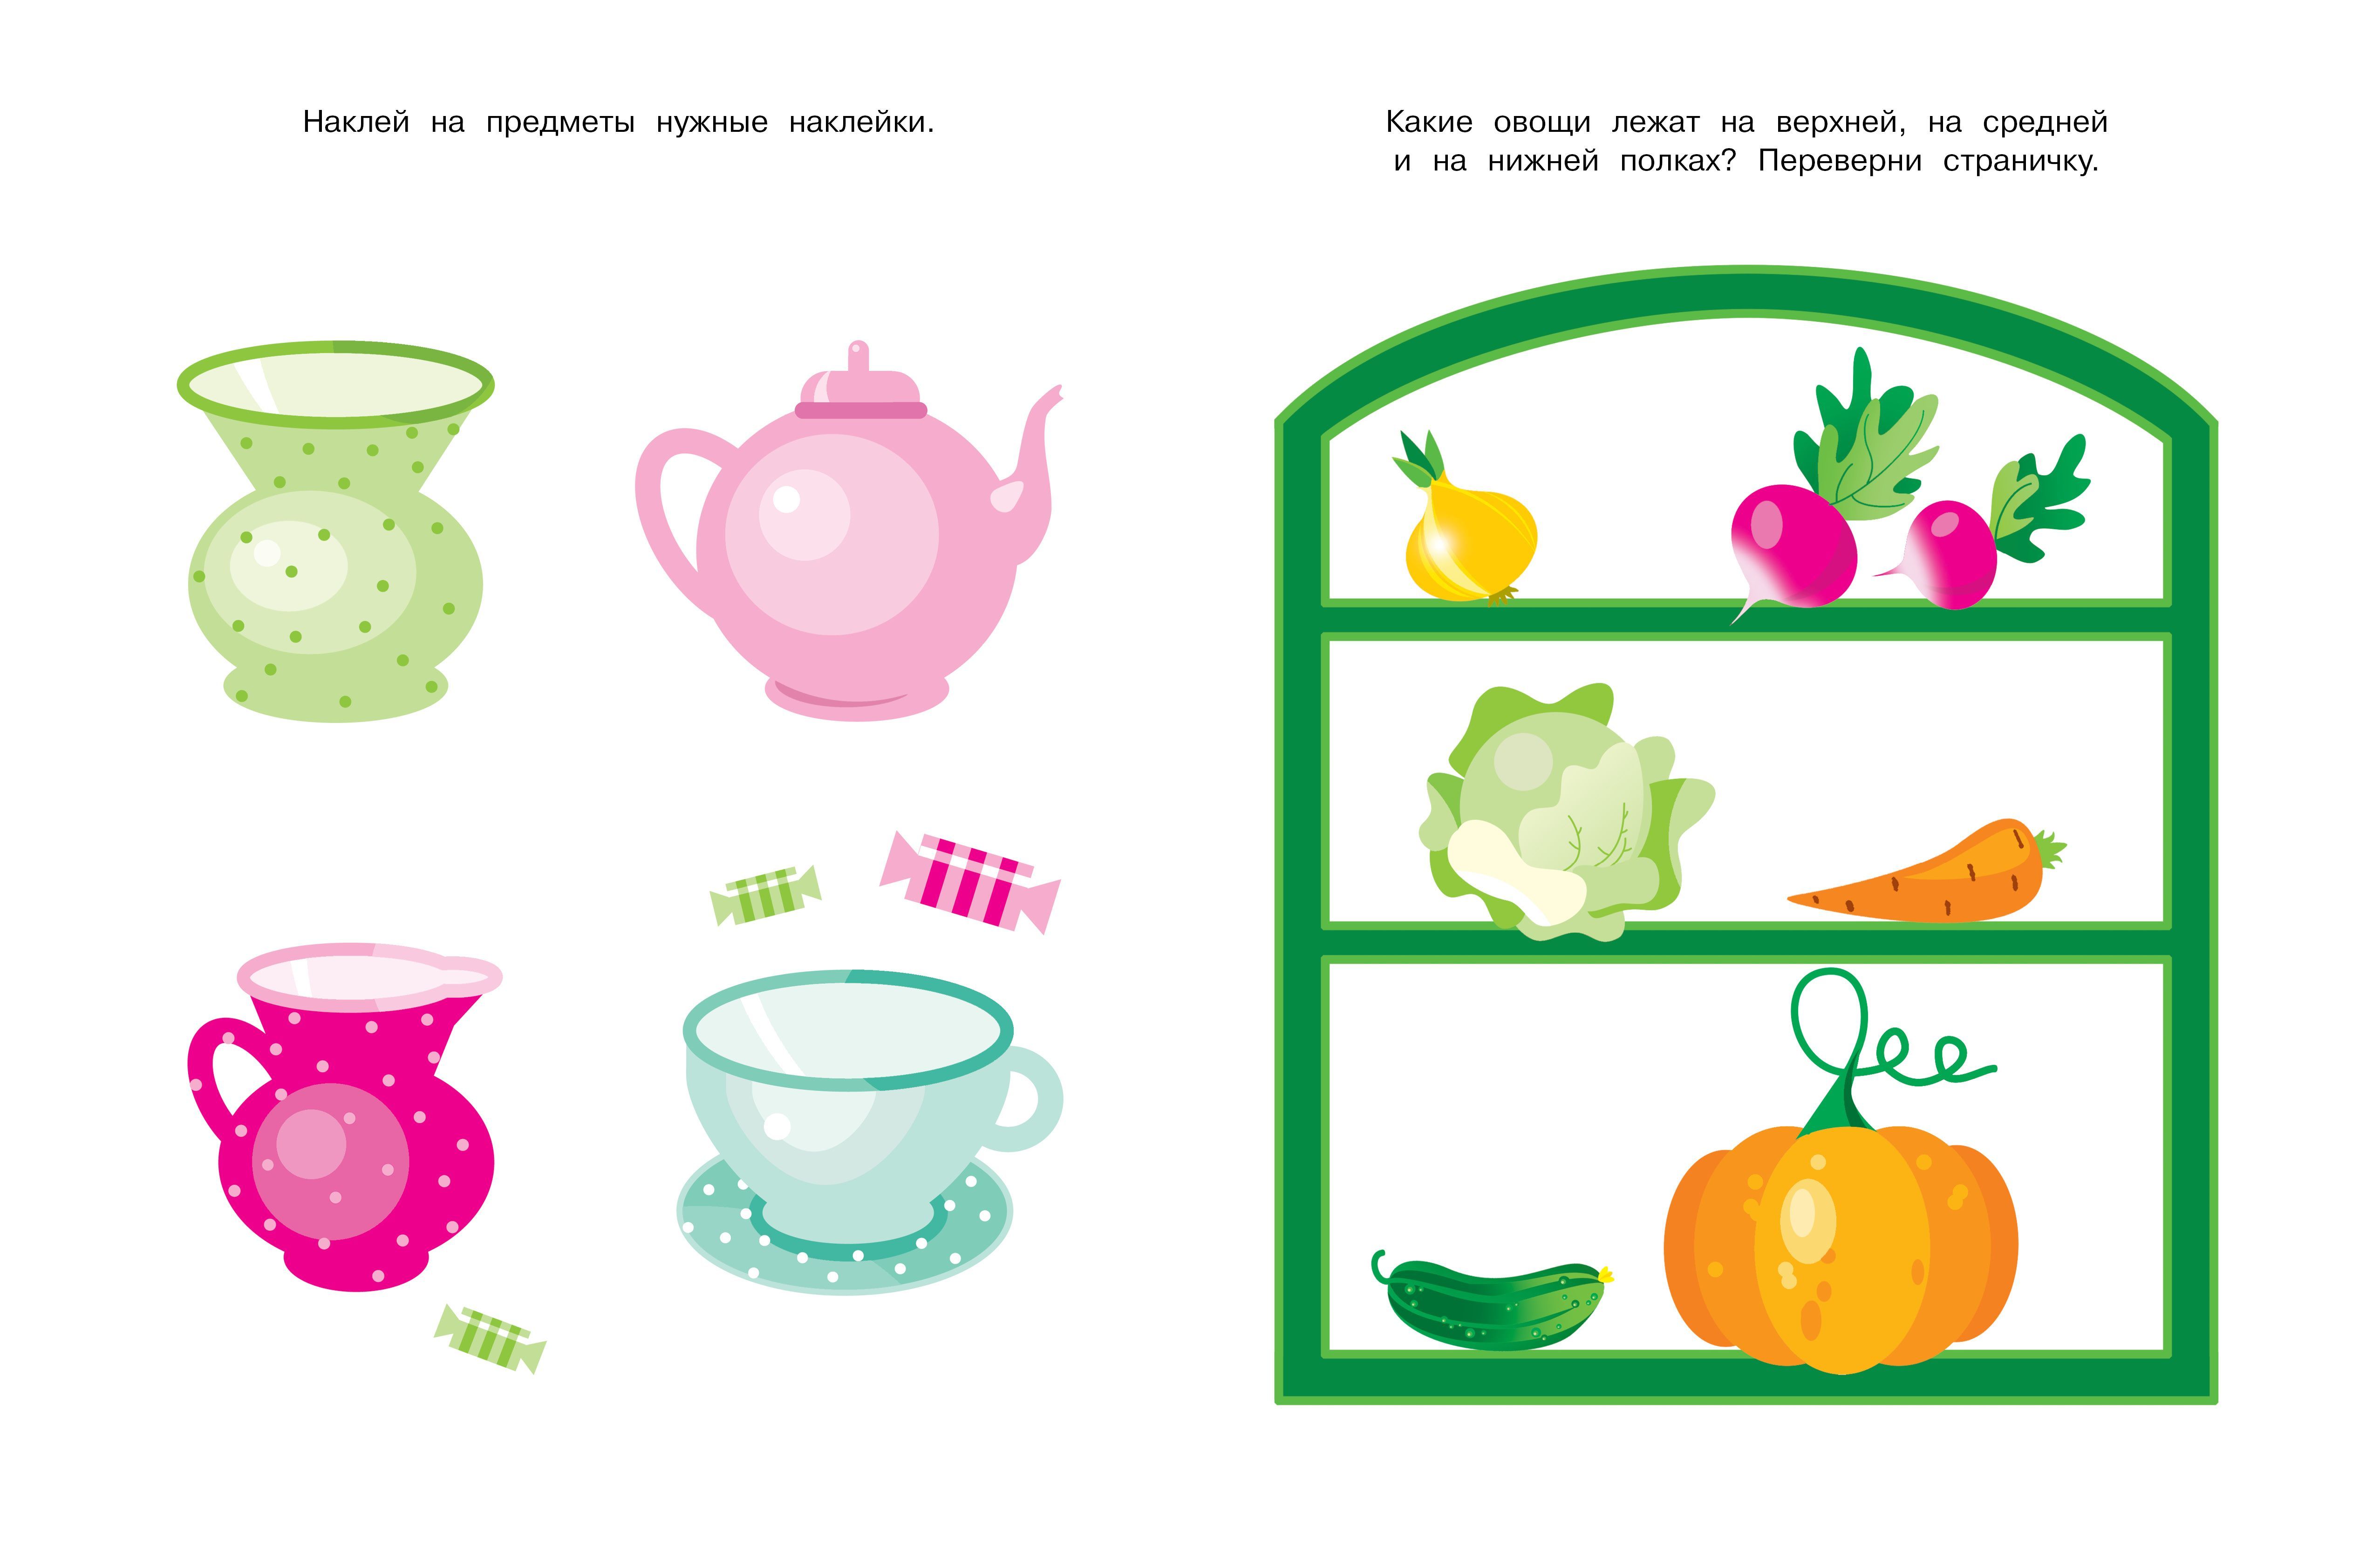 Наклей на предметы нужные наклейки.
Какие овощи лежат на верхней, на средней
и на нижней полках? Переверни страничку.